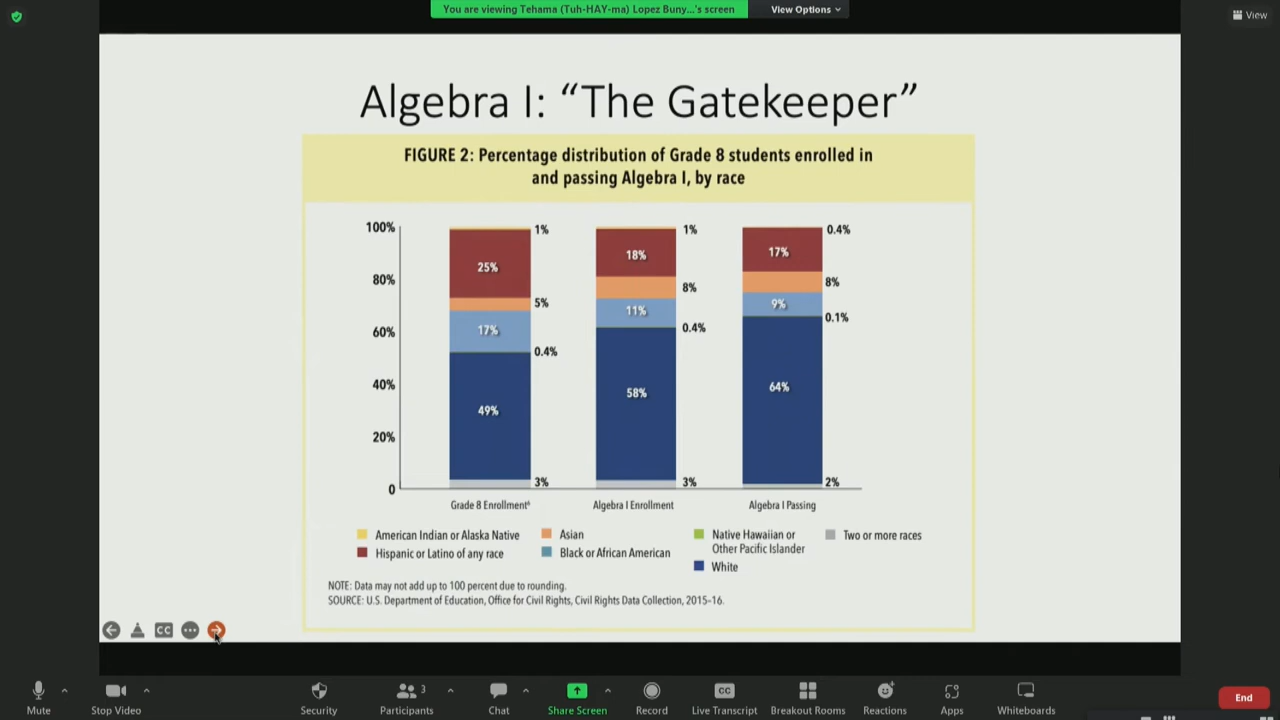 You are viewing Tehama (Tuh-HAY-ma) Lopez Buny...'s screen
View Options
View
Algebra I: “The Gatekeeper”
FIGURE 2: Percentage distribution of Grade 8 students enrolled in
and passing Algebra I, by race
100%
80%
60%
40%
20%
0
1%
25%
5%
17%
0.4%
49%
3%
1%
18%
8%
11%
0.4%
58%
3%
0.4%
17%
8%
9%
0.1%
64%
2%
Grade 8 Enrollment⁶
Algebra I Enrollment
Algebra I Passing
American Indian or Alaska Native
Hispanic or Latino of any race
Asian
Black or African American
Native Hawaiian or
Other Pacific Islander
White
Two or more races
NOTE: Data may not add up to 100 percent due to rounding.
SOURCE: U.S. Department of Education, Office for Civil Rights, Civil Rights Data Collection, 2015–16.
CC
Mute
Stop Video
Security
3
Participants
Chat
Share Screen
Record
CC
Live Transcript
Breakout Rooms
Reactions
Apps
Whiteboards
End